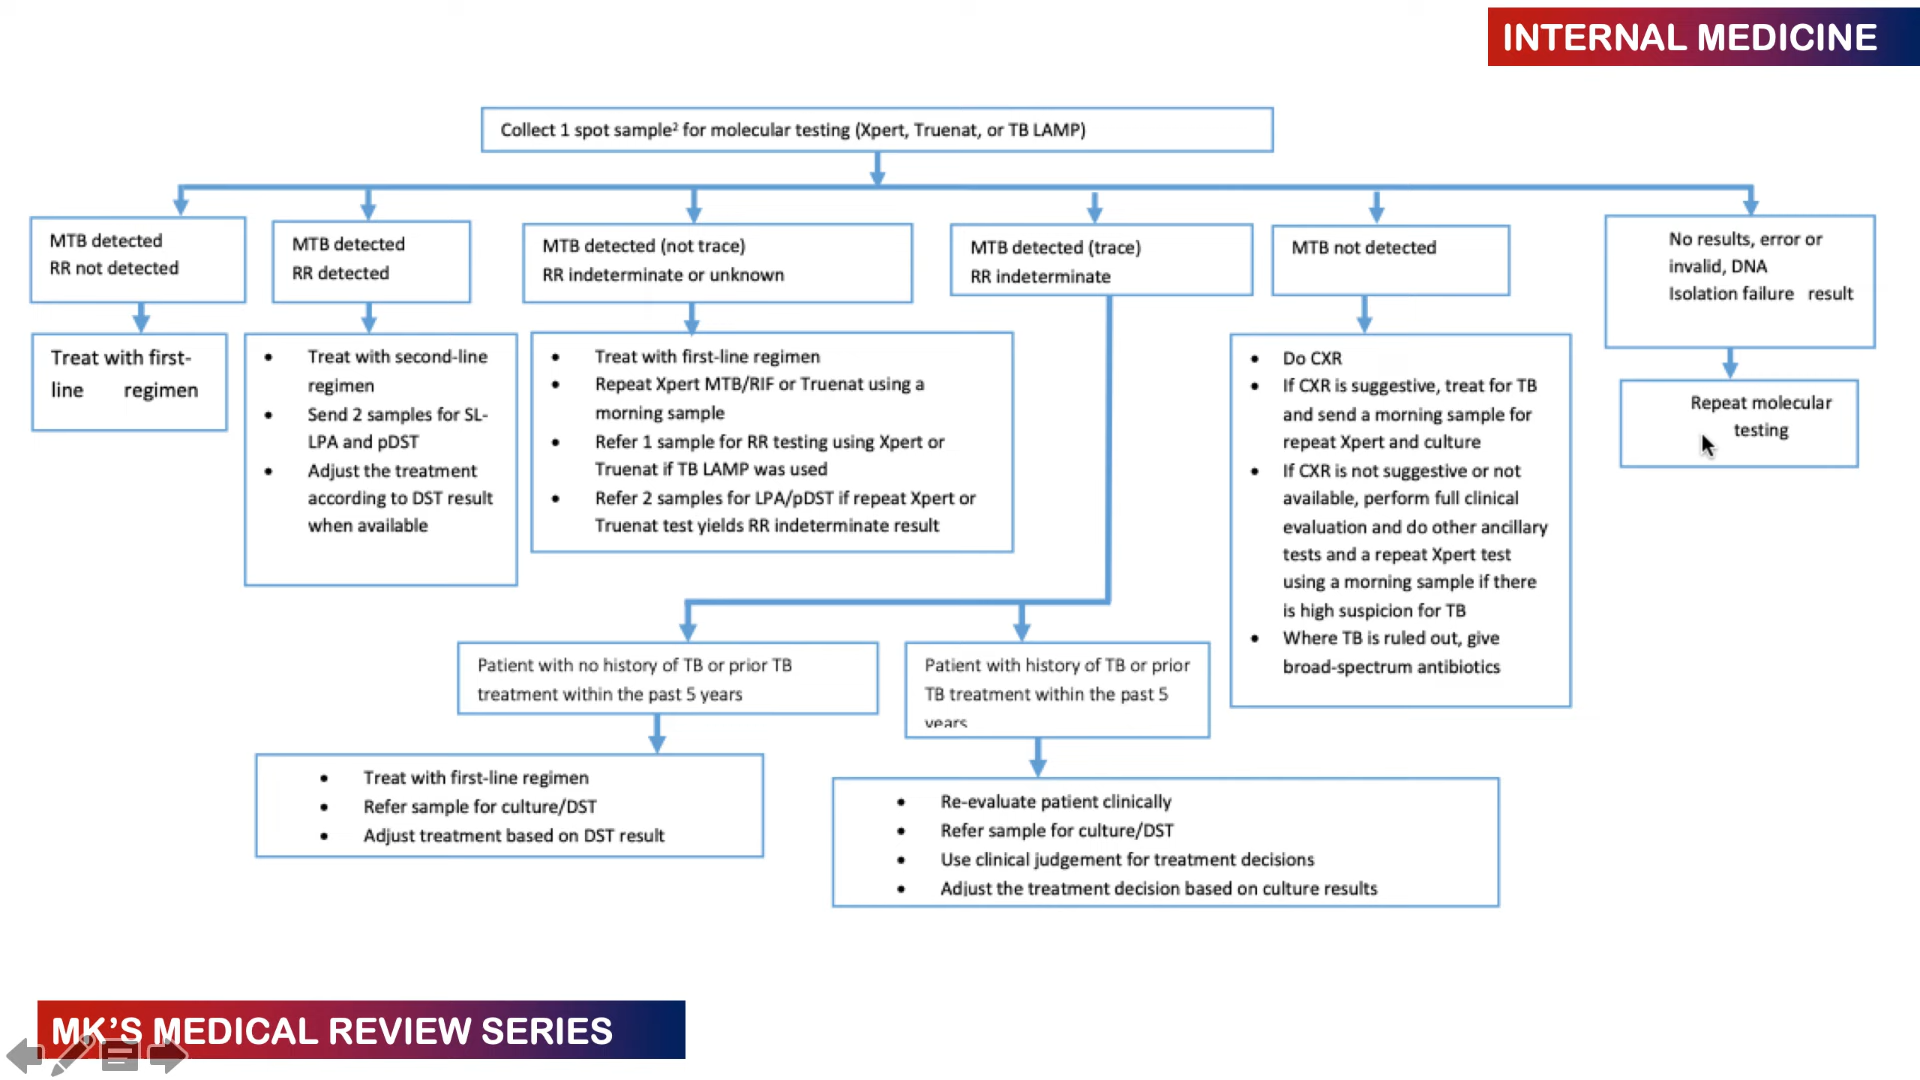 INTERNAL MEDICINE
Collect 1 spot sample² for molecular testing (Xpert, Truenat, or TB LAMP)
MTB detected
RR not detected
MTB detected
RR detected
MTB detected (not trace)
RR indeterminate or unknown
MTB detected (trace)
RR indeterminate
MTB not detected
No results, error or
invalid, DNA
Isolation failure result
Treat with first-
line regimen
• Treat with second-line
regimen
• Send 2 samples for SL-
LPA and pDST
• Adjust the treatment
according to DST result
when available
• Treat with first-line regimen
• Repeat Xpert MTB/RIF or Truenat using a
morning sample
• Refer 1 sample for RR testing using Xpert or
Truenat if TB LAMP was used
• Refer 2 samples for LPA/pDST if repeat Xpert or
Truenat test yields RR indeterminate result
• Do CXR
• If CXR is suggestive, treat for TB
and send a morning sample for
repeat Xpert and culture
• If CXR is not suggestive or not
available, perform full clinical
evaluation and do other ancillary
tests and a repeat Xpert test
using a morning sample if there
is high suspicion for TB
• Where TB is ruled out, give
broad-spectrum antibiotics
Repeat molecular
testing
Patient with no history of TB or prior TB
treatment within the past 5 years
Patient with history of TB or prior
TB treatment within the past 5
years
• Treat with first-line regimen
• Refer sample for culture/DST
• Adjust treatment based on DST result
• Re-evaluate patient clinically
• Refer sample for culture/DST
• Use clinical judgement for treatment decisions
• Adjust the treatment decision based on culture results
MK'S MEDICAL REVIEW SERIES